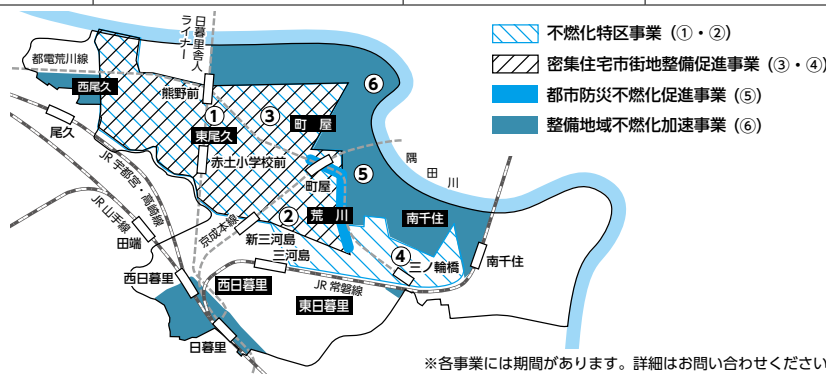 不燃化特区事業（①・②）
密集住宅市街地整備促進事業（③・④）
都市防災不燃化促進事業（⑤）
整備地域不燃化加速事業（⑥）
日暮里舎人
ライナー
都電荒川線
西尾久
熊野前
尾久
①
③
⑥
東尾久
町屋
赤土小学校前
隅田川
町屋
⑤
JR宇都宮・高崎線
JR山手線
田端
京成本線
②
荒川
南千住
新三河島
三河島
④
三ノ輪橋
南千住
西日暮里
西日暮里
JR常磐線
東日暮里
日暮里
※各事業には期間があります。詳細はお問い合わせください